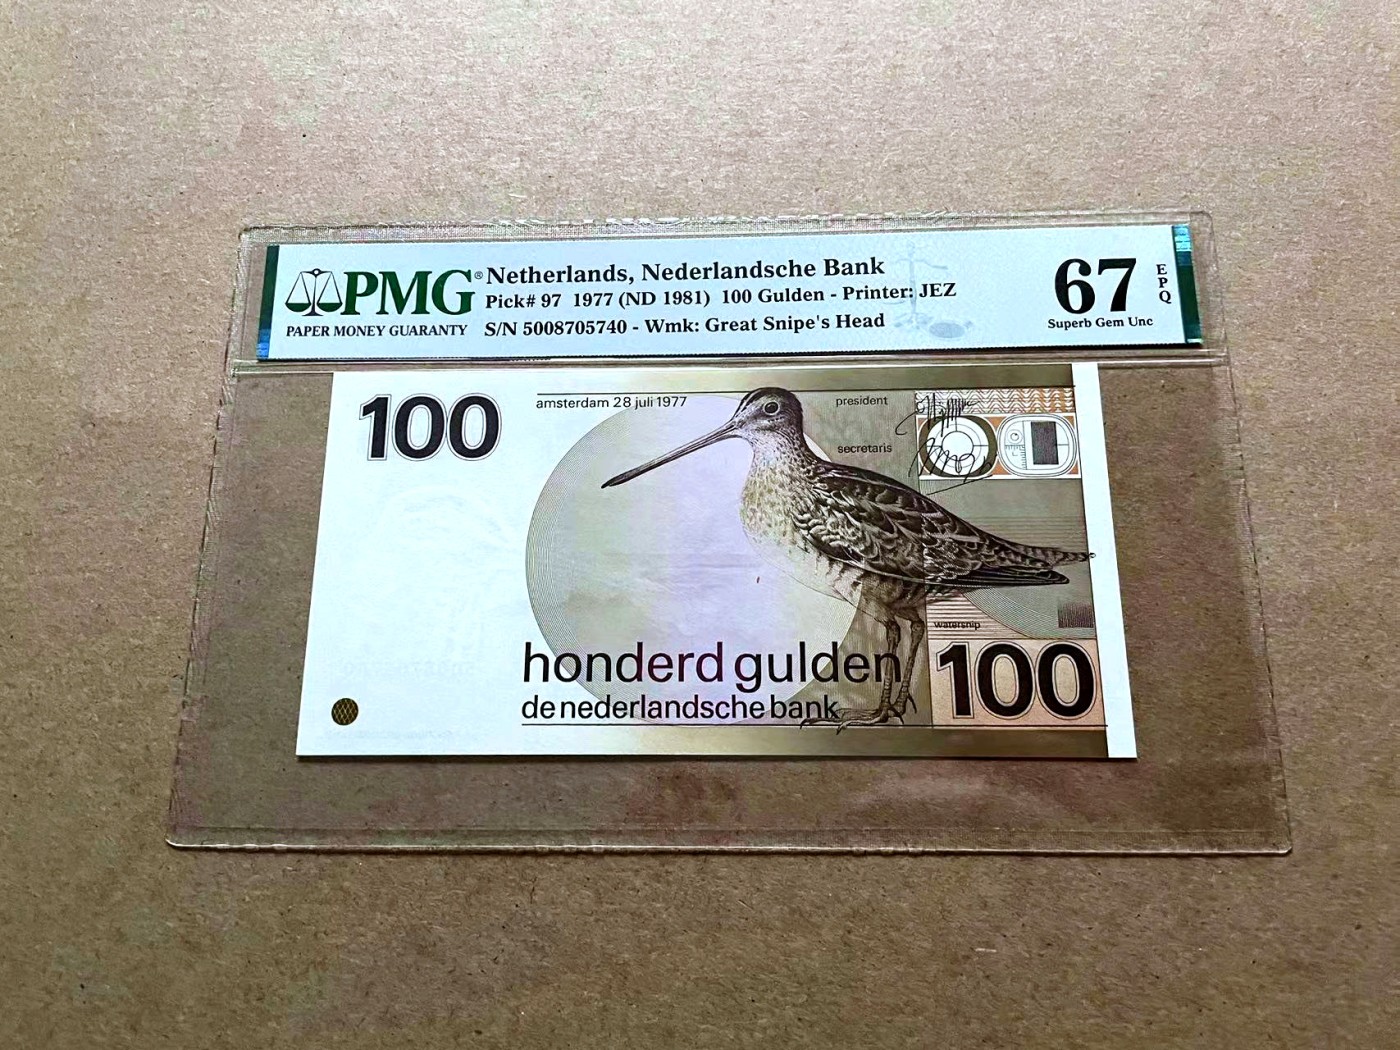 PMG®
PAPER MONEY GUARANTY
Netherlands, Nederlandsche Bank
Pick# 97 1977 (ND 1981) 100 Gulden - Printer: JEZ
S/N 5008705740 - Wmk: Great Snipe's Head
67
EPQ
Superb Gem Unc
100
amsterdam 28 juli 1977
president
secretaris
watersnip
honderd gulden
de nederlandsche bank
100